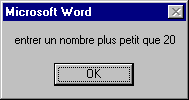 Microsoft Word
entrer un nombre plus petit que 20
OK